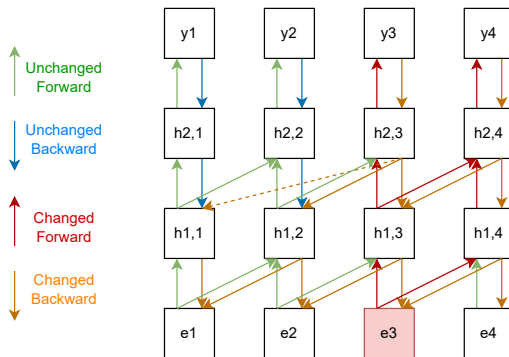 y1 y2 y3 y4
Unchanged
Forward
h2,1 h2,2 h2,3 h2,4
Unchanged
Backward
Changed
Forward
h1,1 h1,2 h1,3 h1,4
Changed
Backward
e1 e2 e3 e4